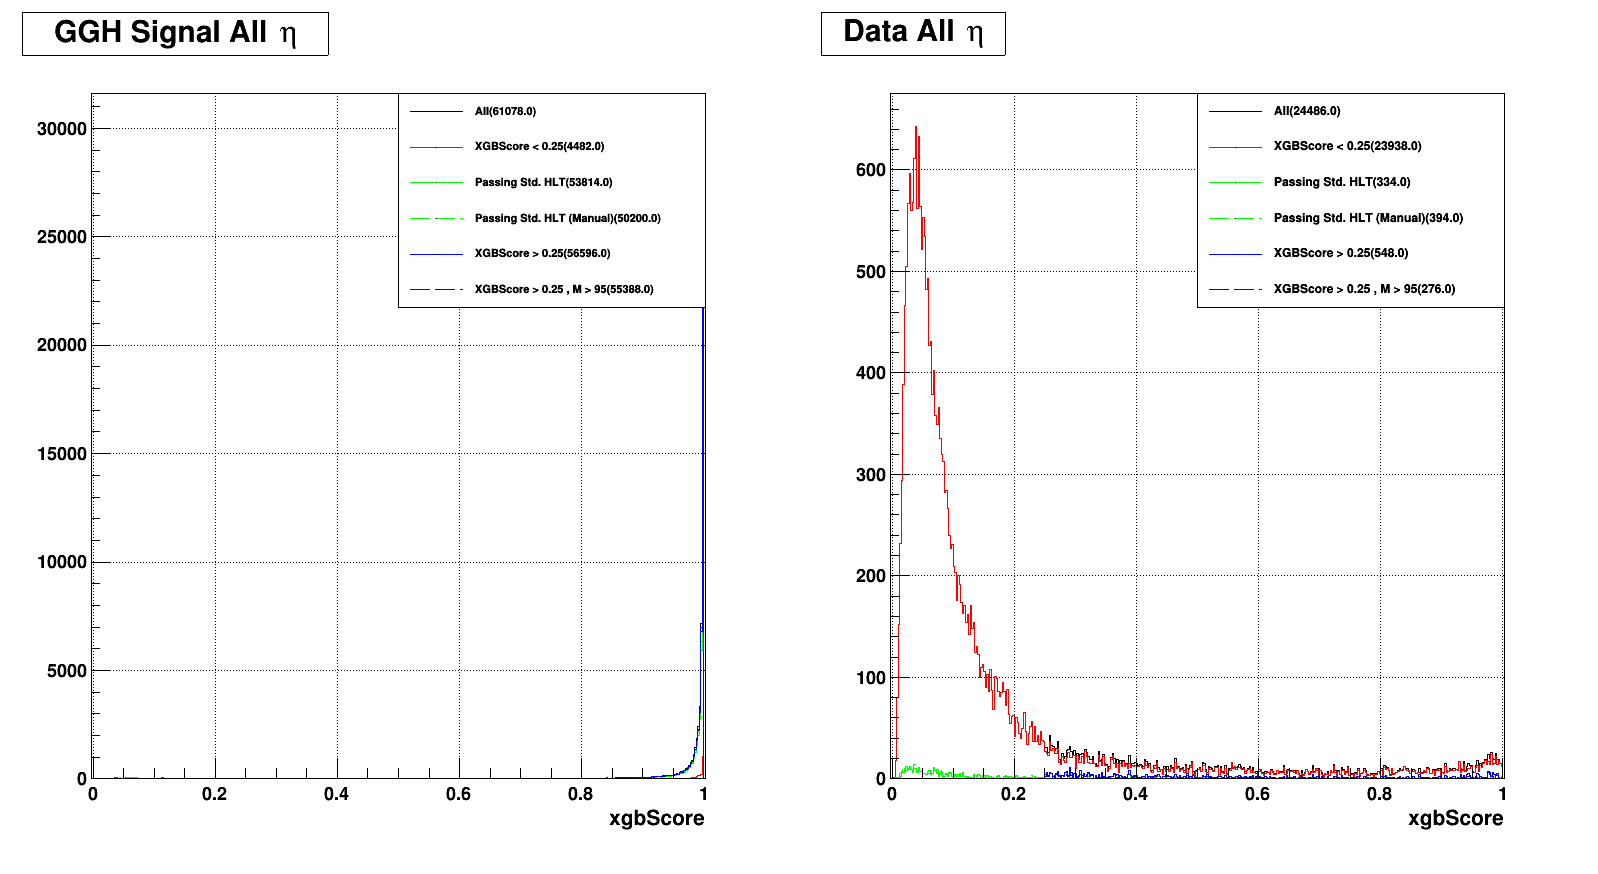 GGH Signal All η
All(61078.0)
XGBScore < 0.25(4482.0)
Passing Std. HLT(53814.0)
Passing Std. HLT (Manual)(50200.0)
XGBScore > 0.25(56596.0)
XGBScore > 0.25 , M > 95(55388.0)
30000
25000
20000
15000
10000
5000
0
0 0.2 0.4 0.6 0.8 1
xgbScore
Data All η
All(24486.0)
XGBScore < 0.25(23938.0)
Passing Std. HLT(334.0)
Passing Std. HLT (Manual)(394.0)
XGBScore > 0.25(548.0)
XGBScore > 0.25 , M > 95(276.0)
600
500
400
300
200
100
0
0 0.2 0.4 0.6 0.8 1
xgbScore